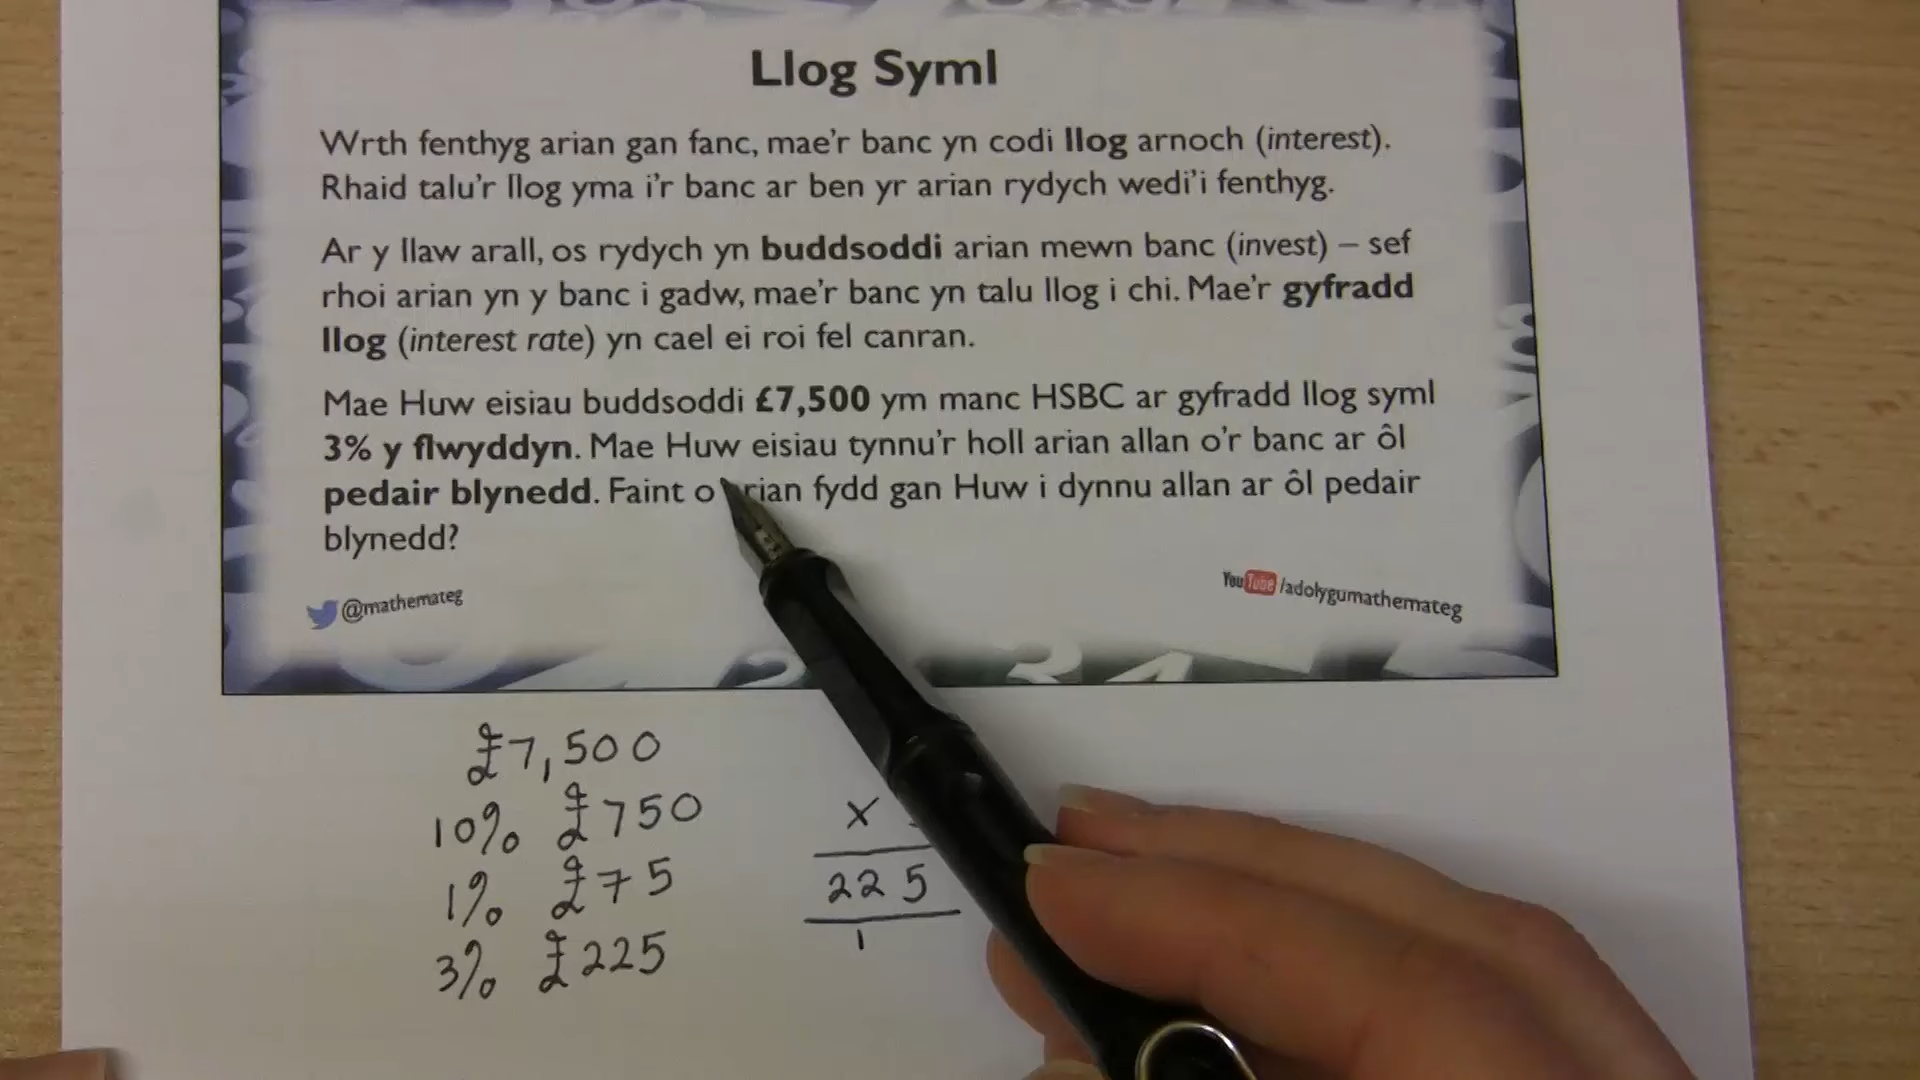 Llog Syml
Wrth fenthyg arian gan fanc, mae'r banc yn codi llog arnoch (interest).
Rhaid talu'r llog yma i'r banc ar ben yr arian rydych wedi'i fenthyg.
Ar y llaw arall, os rydych yn buddsoddi arian mewn banc (invest) – sef
rhoi arian yn y banc i gadw, mae'r banc yn talu llog i chi. Mae'r gyfradd
llog (interest rate) yn cael ei roi fel canran.
Mae Huw eisiau buddsoddi £7,500 ym manc HSBC ar gyfradd llog syml
3% y flwyddyn. Mae Huw eisiau tynnu'r holl arian allan o'r banc ar ôl
pedair blynedd. Faint o arian fydd gan Huw i dynnu allan ar ôl pedair
blynedd?
@mathemateg
YouTube /adolygumathemateg
£7,500
10% £750
1% £75
3% £225
x
225
1